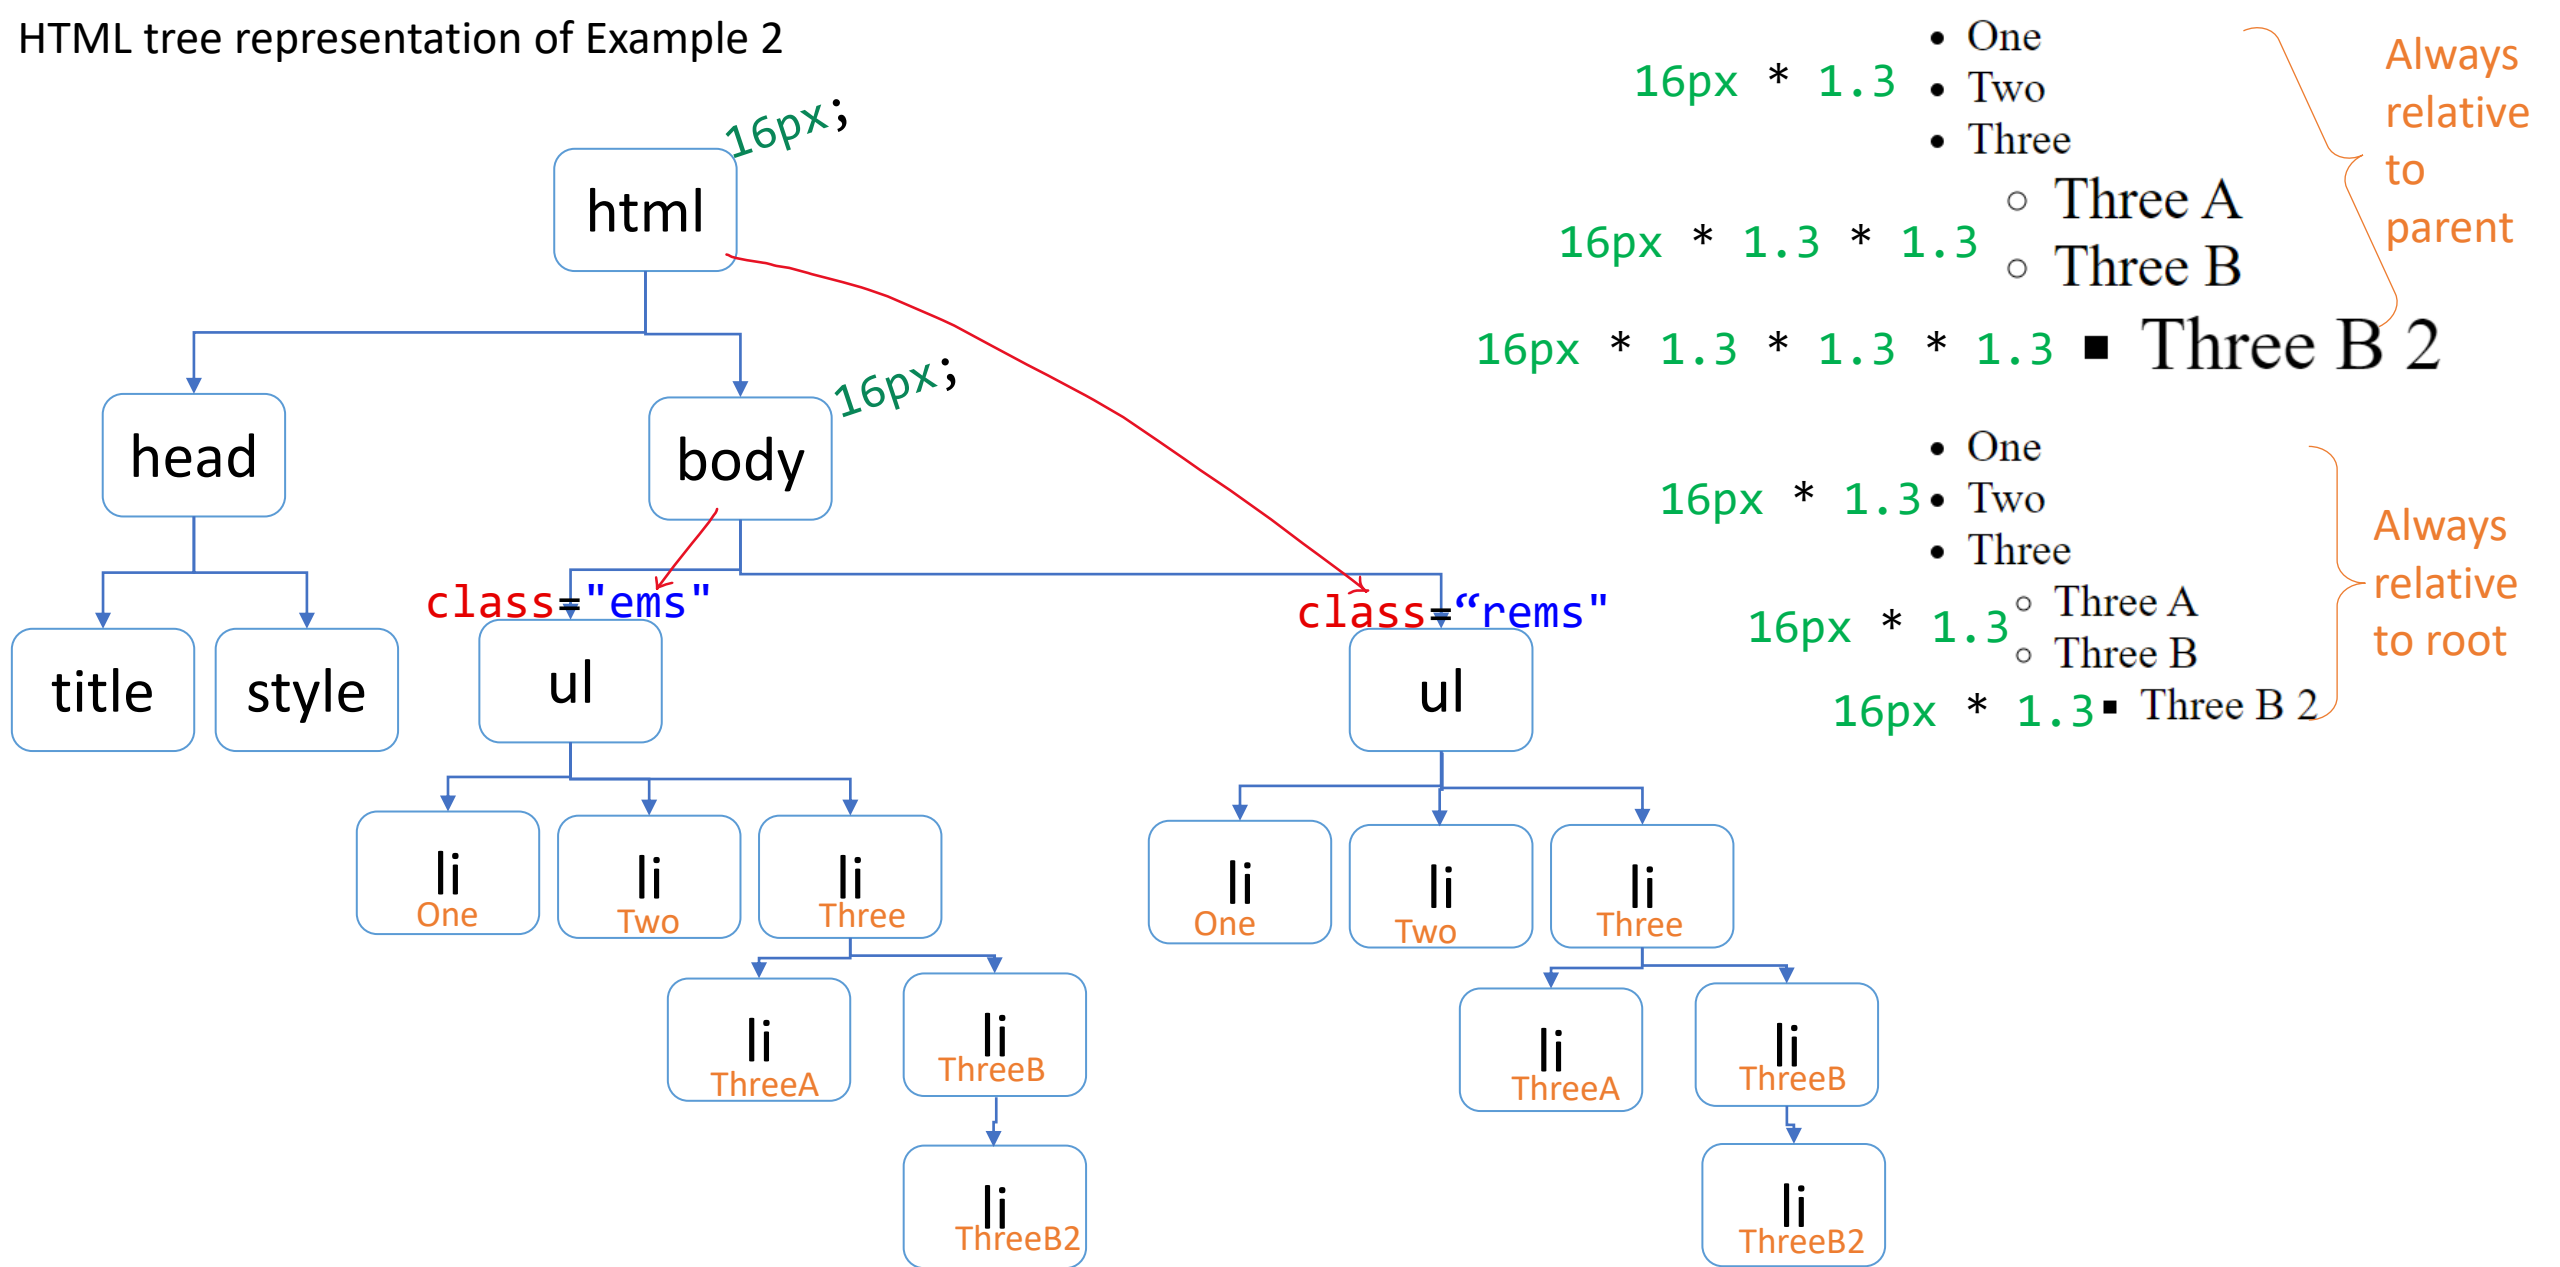 HTML tree representation of Example 2
16px;
html
16px;
head
body
class="ems"
class=“rems"
title
style
ul
ul
li
One
li
Two
li
Three
li
One
li
Two
li
Three
li
ThreeA
li
ThreeB
li
ThreeA
li
ThreeB
li
ThreeB2
li
ThreeB2
• One
16px * 1.3 • Two
• Three
○ Three A
16px * 1.3 * 1.3
○ Three B
16px * 1.3 * 1.3 * 1.3 ▪ Three B 2
Always
relative
to
parent
• One
16px * 1.3 • Two
• Three
○ Three A
16px * 1.3
○ Three B
16px * 1.3 ▪ Three B 2
Always
relative
to root